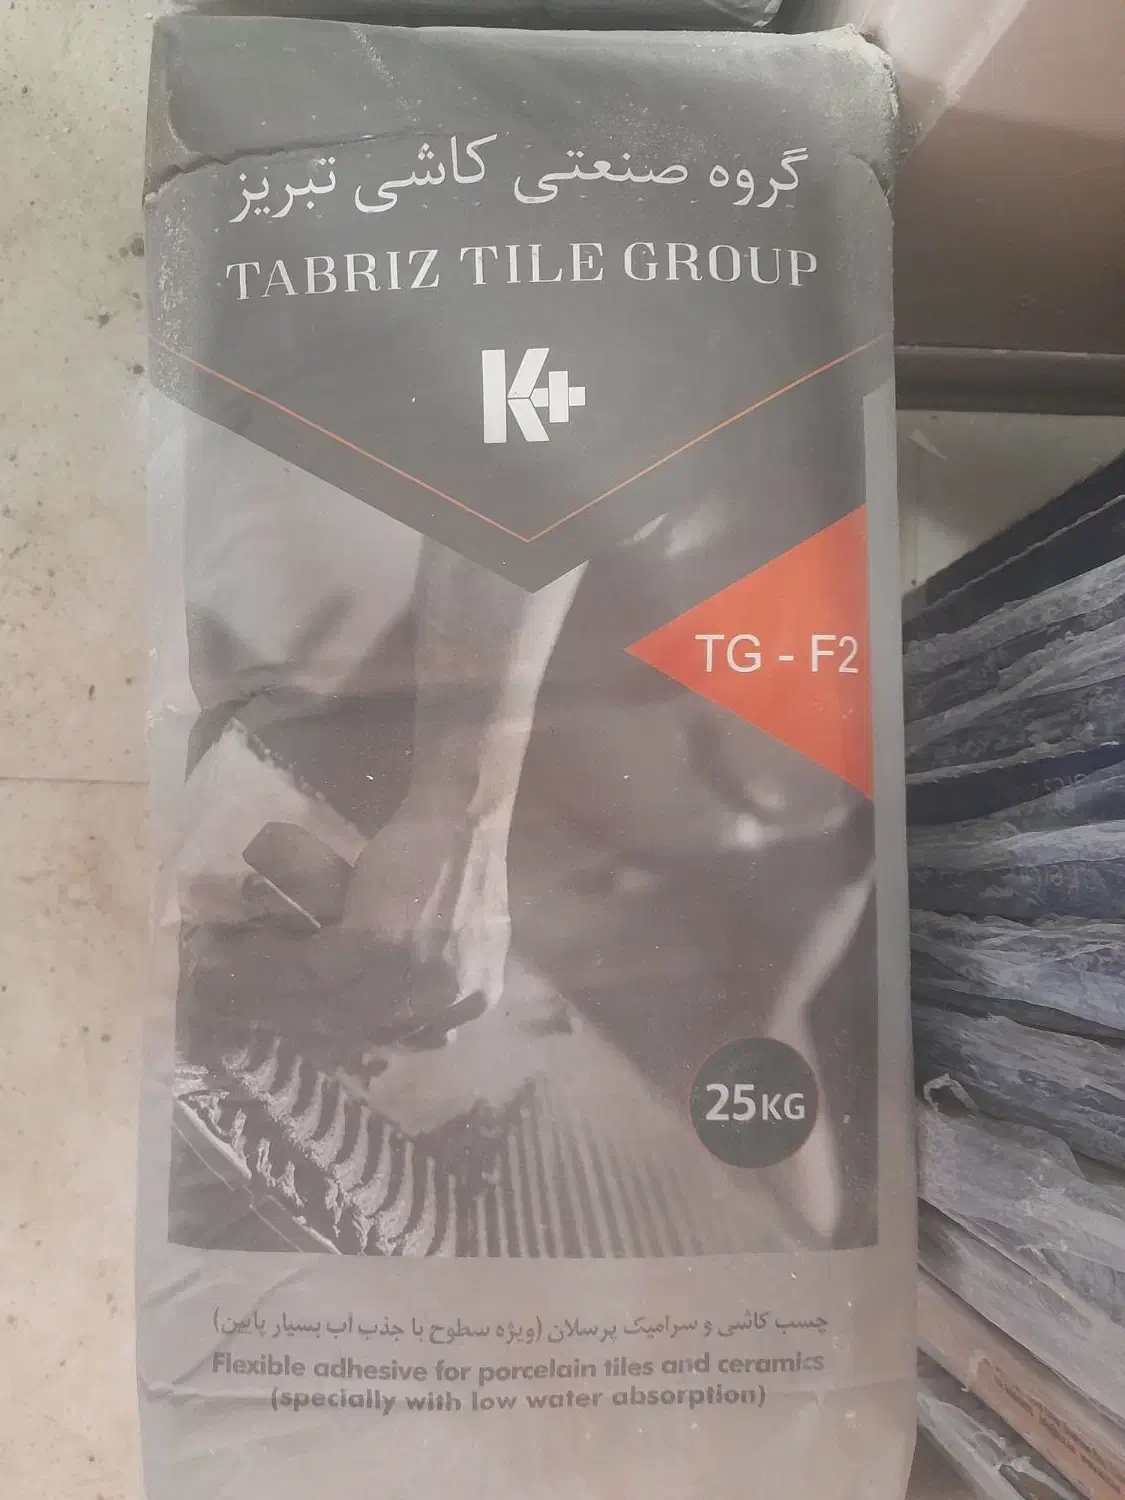 گروه صنعتی کاشی تبریز
TABRIZ TILE GROUP
K+
TG - F2
25KG
چسب کاشی و سرامیک پرسلان (ویژه سطوح با جذب آب بسیار پایین)
Flexible adhesive for porcelain tiles and ceramics
(specially with low water absorption)